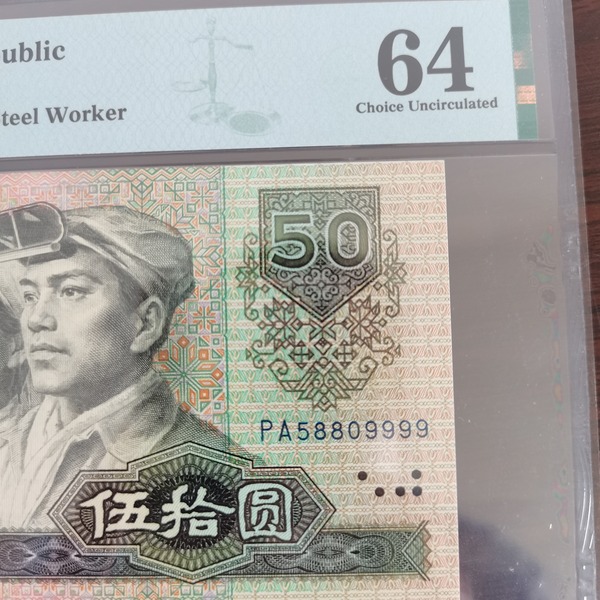 ublic
64
teel Worker
Choice Uncirculated
50
PA58809999
伍拾圆